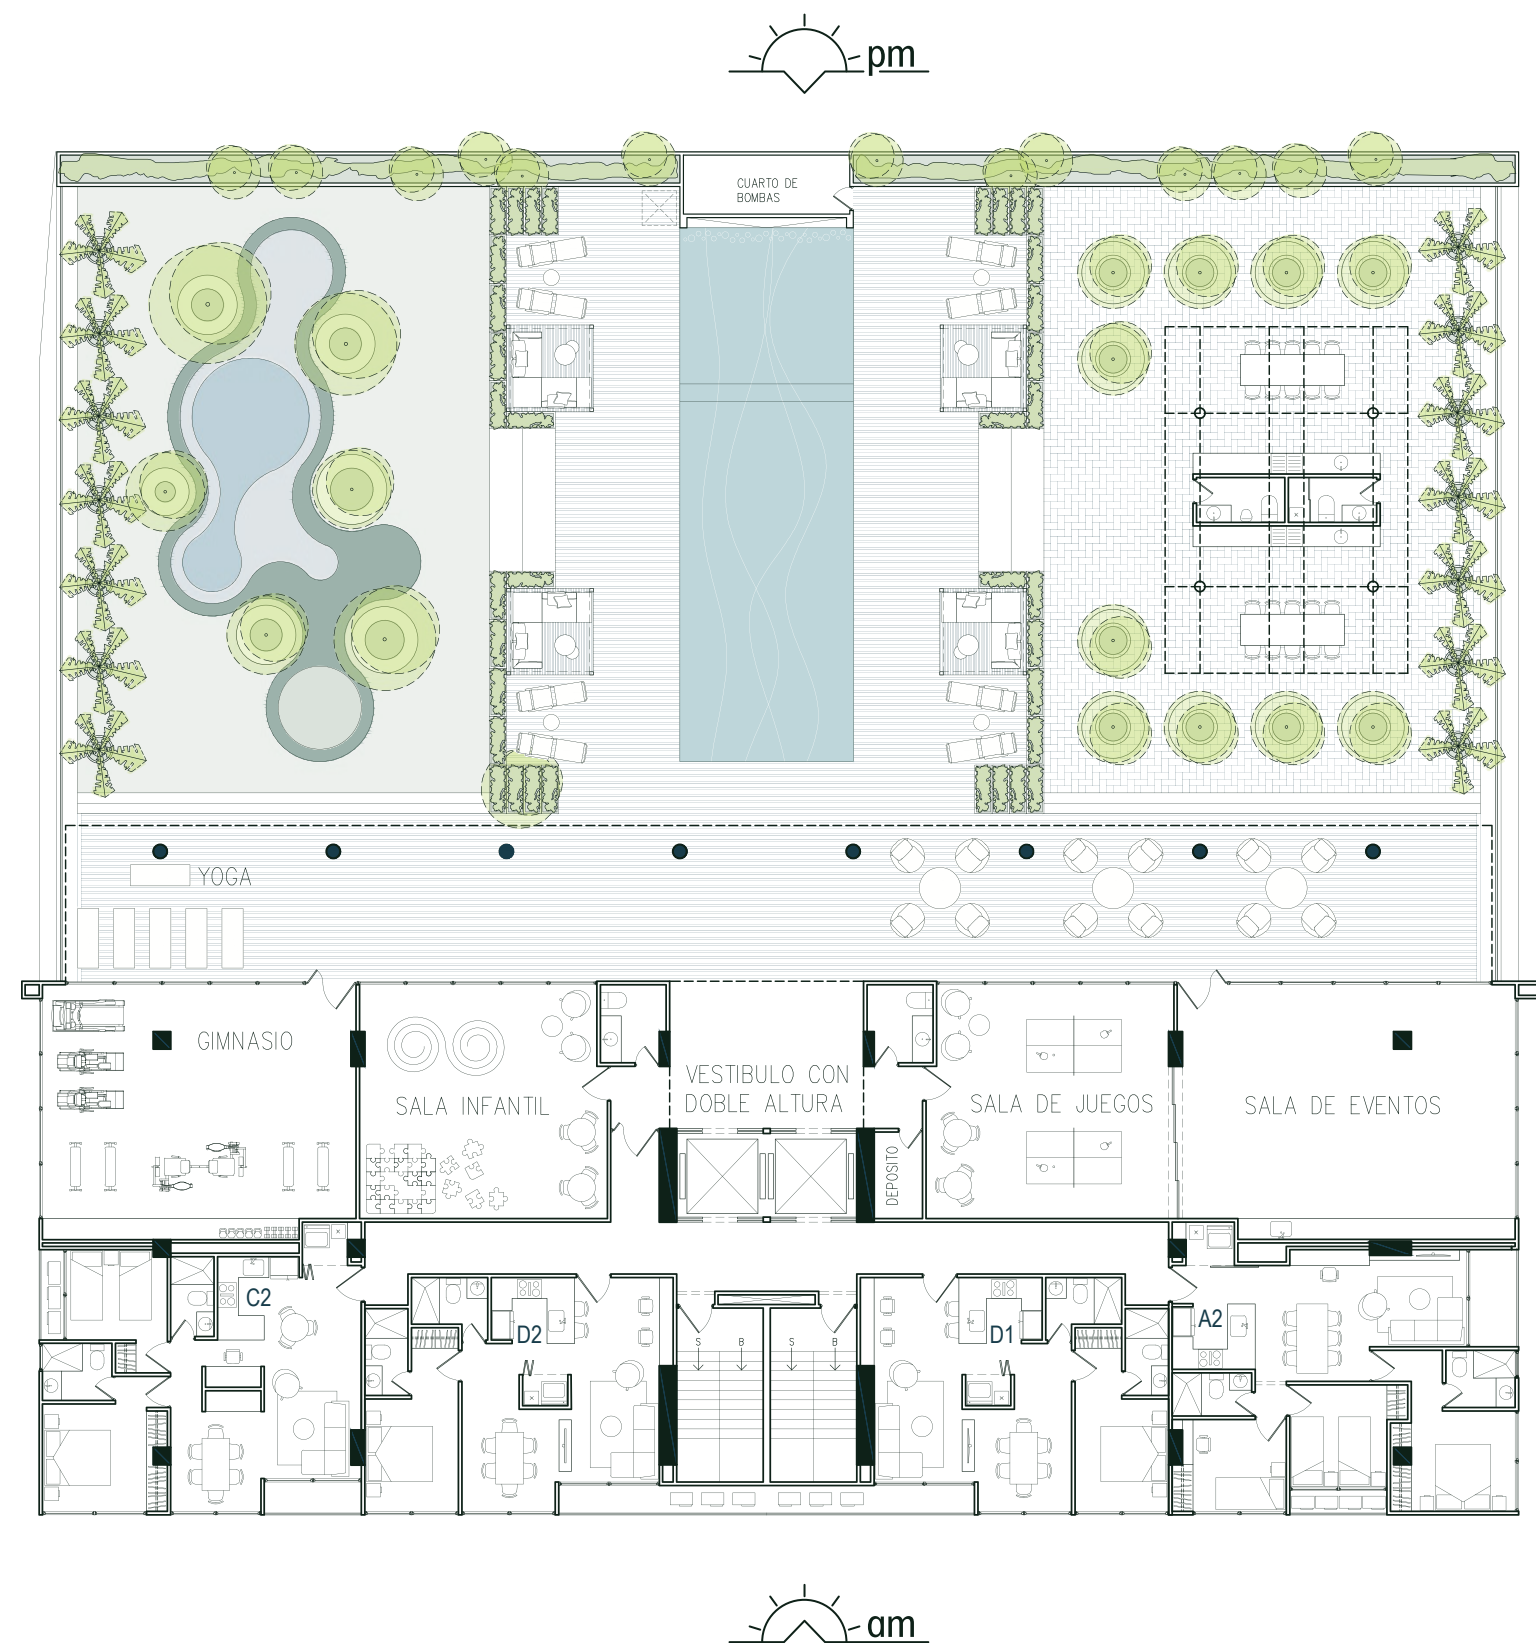 pm
CUARTO DE
BOMBAS
YOGA
GIMNASIO
SALA INFANTIL
VESTIBULO CON
DOBLE ALTURA
SALA DE JUEGOS
SALA DE EVENTOS
DEPOSITO
C2
D2
S
B
S
B
D1
A2
am